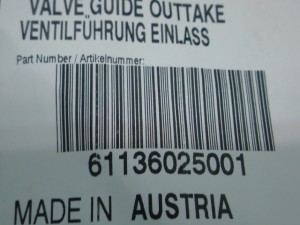 VALVE GUIDE OUTTAKE
VENTILFÜHRUNG EINLASS
Part Number / Artikelnummer:
61136025001
MADE IN AUSTRIA